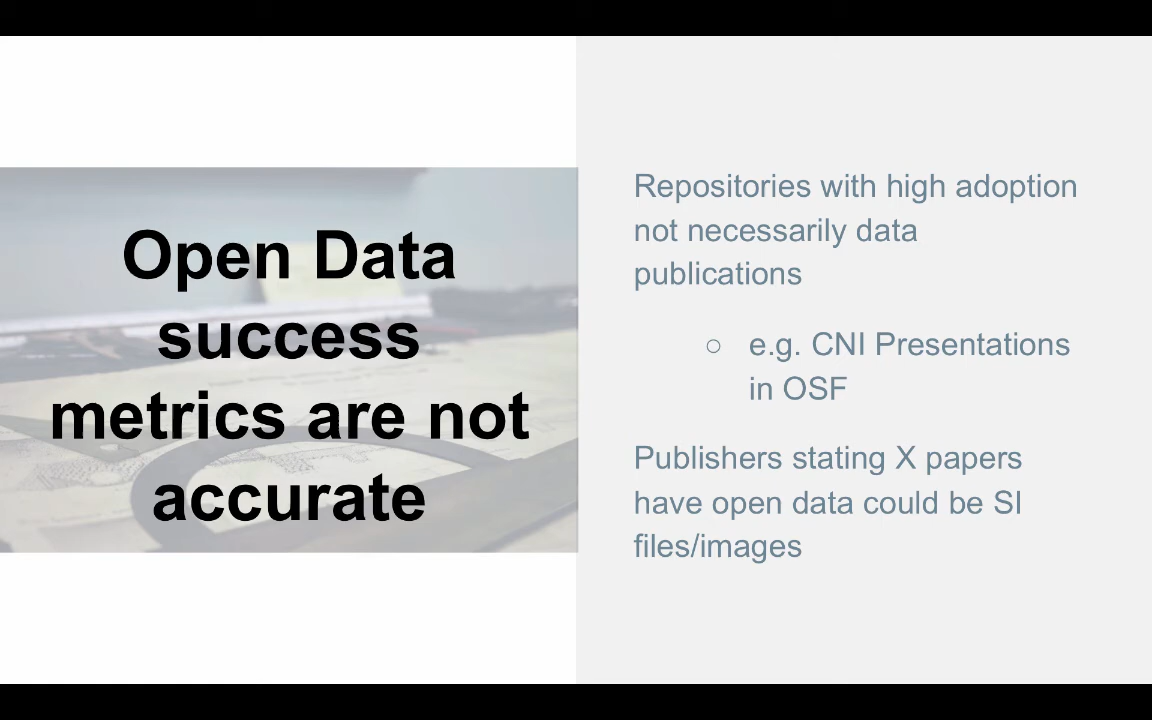 Open Data
success
metrics are not
accurate
Repositories with high adoption
not necessarily data
publications
○ e.g. CNI Presentations
in OSF
Publishers stating X papers
have open data could be SI
files/images